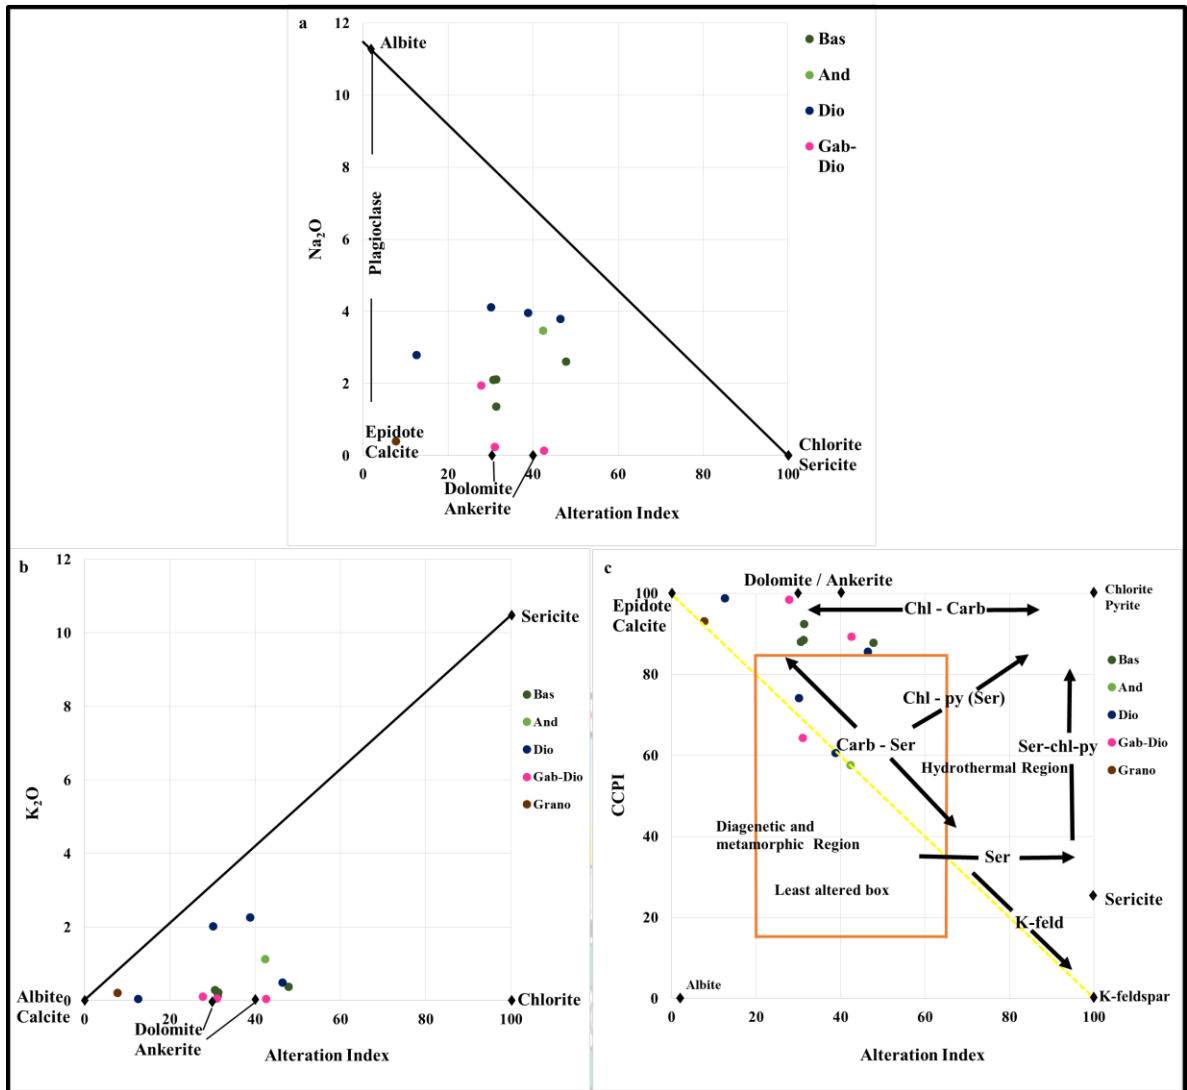 a
12
10
8
6
4
2
0
Na₂O
Albite
Plagioclase
Epidote
Calcite
Chlorite
Sericite
0
20
40
60
80
100
Dolomite
Ankerite
Alteration Index
Bas
And
Dio
Gab-
Dio
b
12
10
8
6
4
2
0
K₂O
Sericite
Bas
And
Dio
Gab-Dio
Grano
Albite
Calcite
Chlorite
0
20
40
60
80
100
Dolomite
Ankerite
Alteration Index
c
Dolomite / Ankerite
100
80
60
40
20
0
CCPI
Epidote
Calcite
Chl - Carb
Chlorite
Pyrite
Bas
And
Dio
Gab-Dio
Grano
Chl - py (Ser)
Carb - Ser
Ser-chl-py
Hydrothermal Region
Diagenetic and
metamorphic Region
Ser
Least altered box
Sericite
K-feld
Albite
K-feldspar
0
20
40
60
80
100
Alteration Index